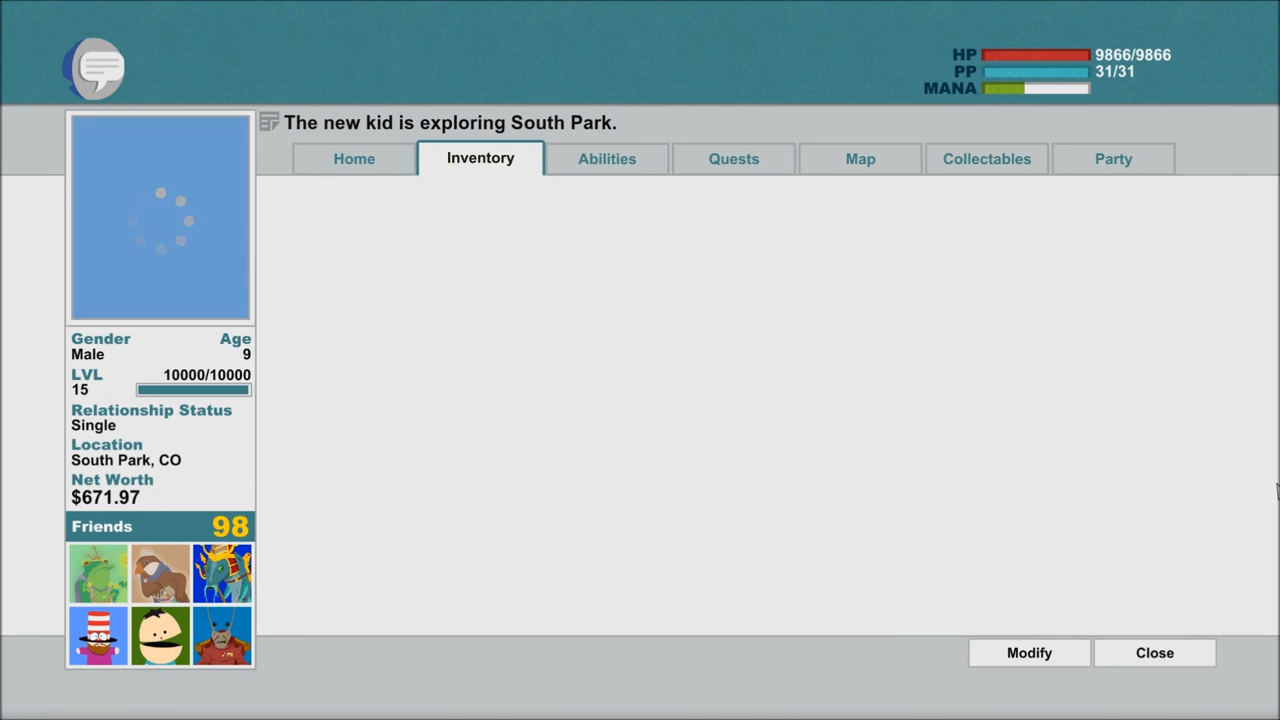 HP 9866/9866
PP 31/31
MANA
The new kid is exploring South Park.
Home Inventory Abilities Quests Map Collectables Party
Gender Age
Male 9
LVL 10000/10000
15
Relationship Status
Single
Location
South Park, CO
Net Worth
$671.97
Friends 98
Modify Close